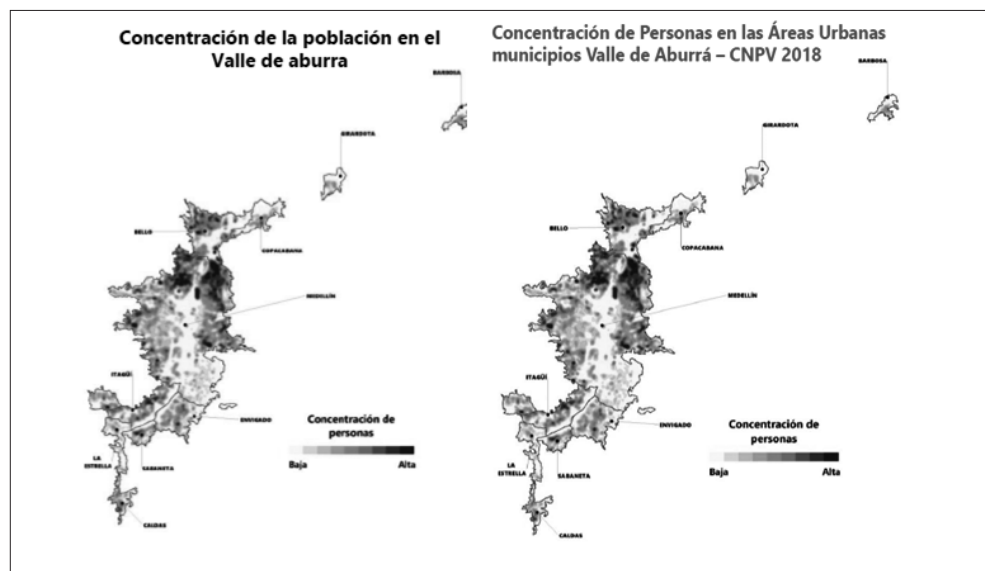 Concentración de la población en el
Valle de aburra
BARBOSA
GIRARDOTA
BELLO
COPACABANA
MEDELLÍN
ITAGÜÍ
ENVIGADO
Concentración de
personas
Baja
Alta
LA
ESTRELLA
SABANETA
CALDAS
Concentración de Personas en las Áreas Urbanas
municipios Valle de Aburrá – CNPV 2018
BARBOSA
GIRARDOTA
BELLO
COPACABANA
MEDELLÍN
ITAGÜÍ
ENVIGADO
Concentración de
personas
Baja
Alta
LA
ESTRELLA
SABANETA
CALDAS